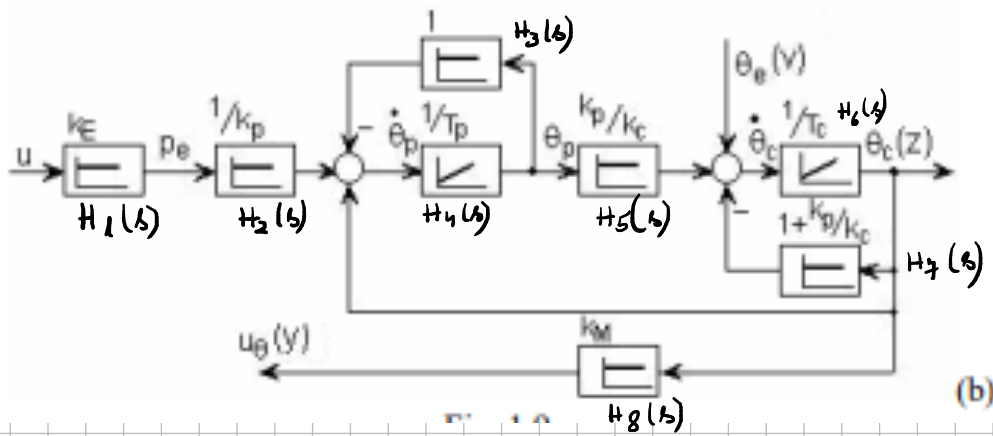 1
H3(s)
θe(v)
1/kp
θ̇p
1/Tp
kp/kc
θ̇c
1/Tc
H6(s)
kE
u
pe
-
θp
θc(z)
H1(s)
H2(s)
H4(s)
H5(s)
-
1+kp/kc
H7(s)
uθ(y)
kM
(b)
H8(s)